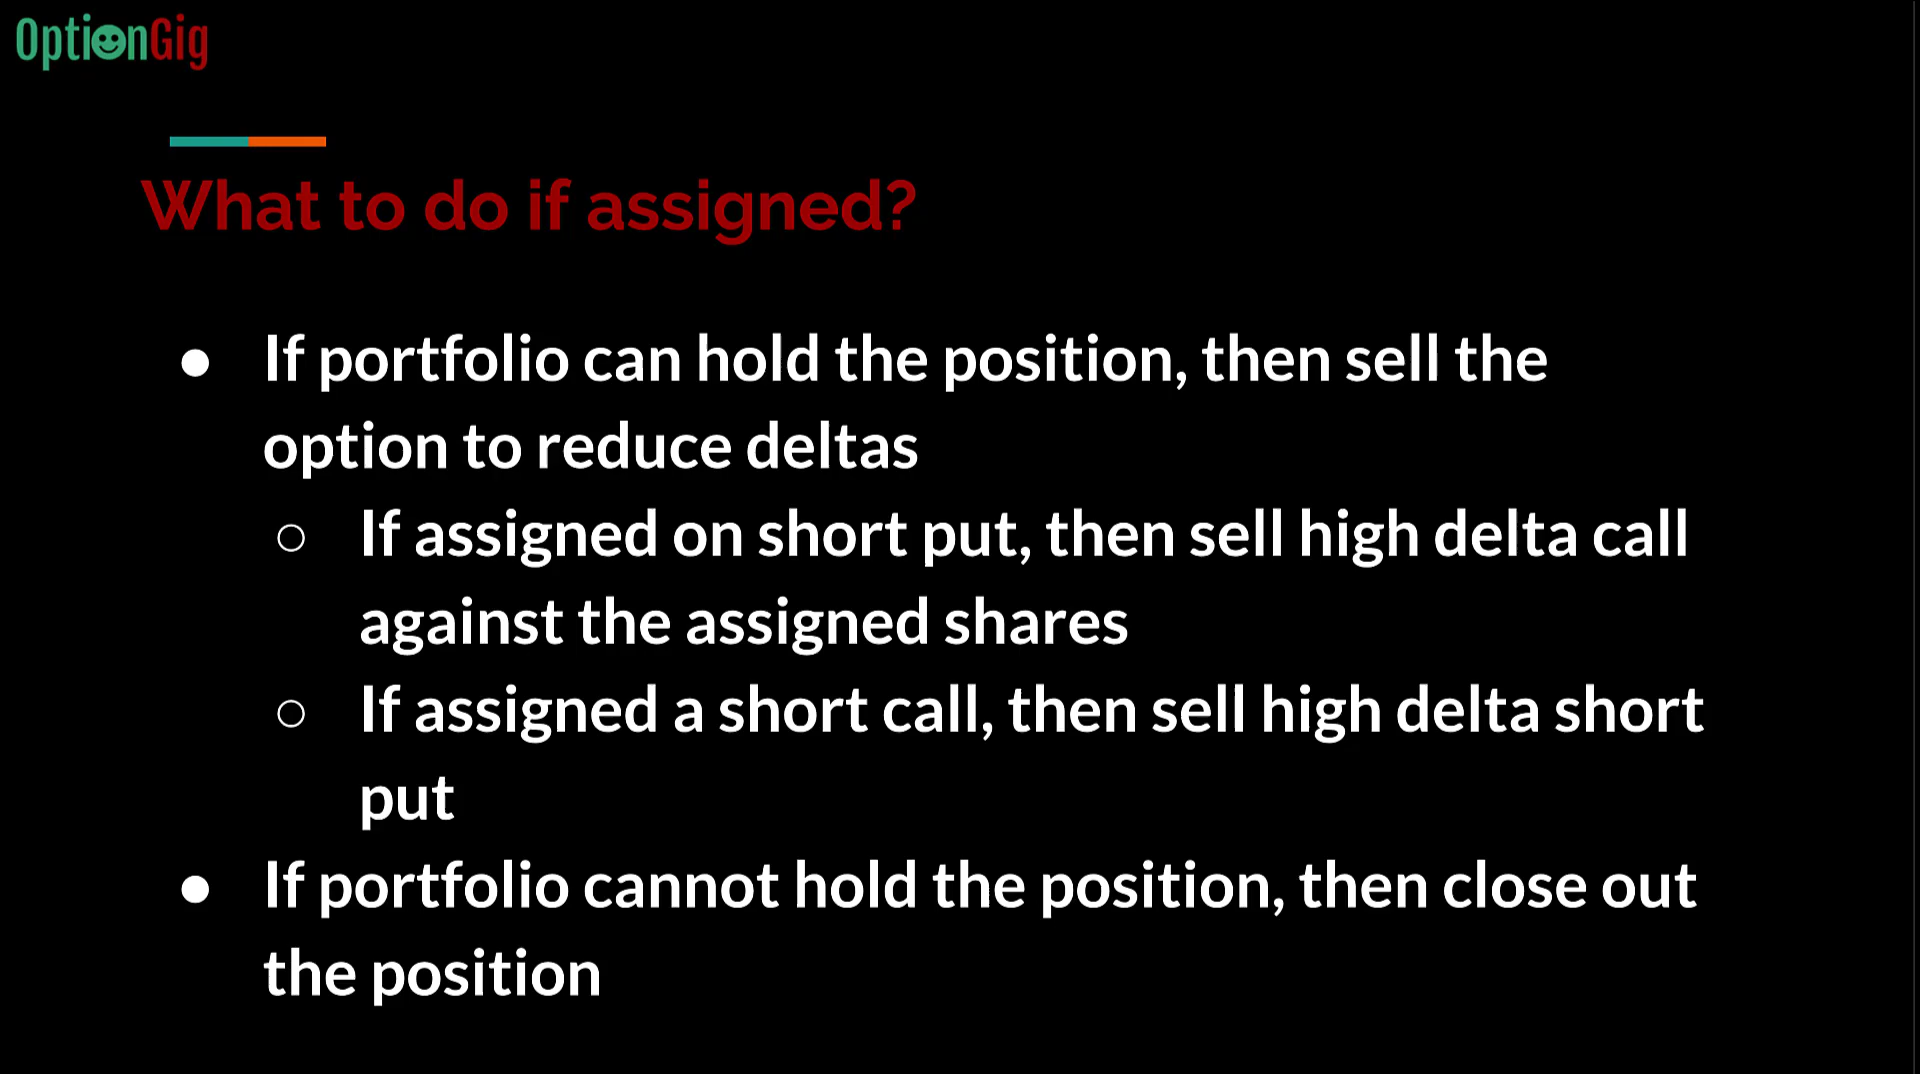 OptionGig
What to do if assigned?
● If portfolio can hold the position, then sell the
option to reduce deltas
○ If assigned on short put, then sell high delta call
against the assigned shares
○ If assigned a short call, then sell high delta short
put
● If portfolio cannot hold the position, then close out
the position